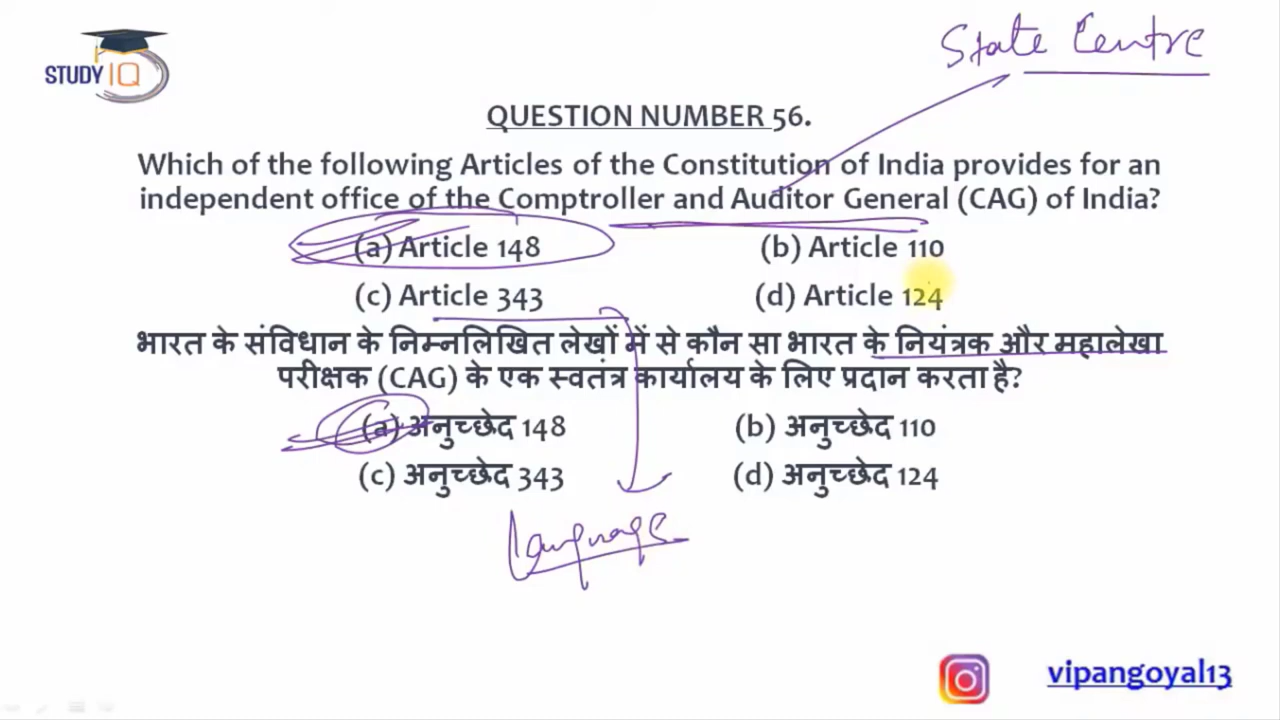 State Centre
STUDY IQ
QUESTION NUMBER 56.
Which of the following Articles of the Constitution of India provides for an
independent office of the Comptroller and Auditor General (CAG) of India?
(a) Article 148 (b) Article 110
(c) Article 343 (d) Article 124
भारत के संविधान के निम्नलिखित लेखों में से कौन सा भारत के नियंत्रक और महालेखा
परीक्षक (CAG) के एक स्वतंत्र कार्यालय के लिए प्रदान करता है?
(a) अनुच्छेद 148 (b) अनुच्छेद 110
(c) अनुच्छेद 343 (d) अनुच्छेद 124
Language
vipangoyal13